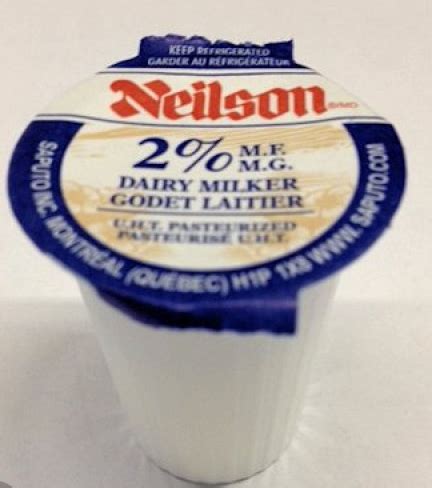 KEEP REFRIGERATED
GARDER AU RÉFRIGÉRATEUR
Neilson ®/MD
2% M.F.
M.G.
DAIRY MILKER
GODET LAITIER
U.H.T. PASTEURIZED
PASTEURISÉ U.H.T.
SAPUTO INC. MONTRÉAL (QUÉBEC) H1P 1X8 WWW.SAPUTO.COM